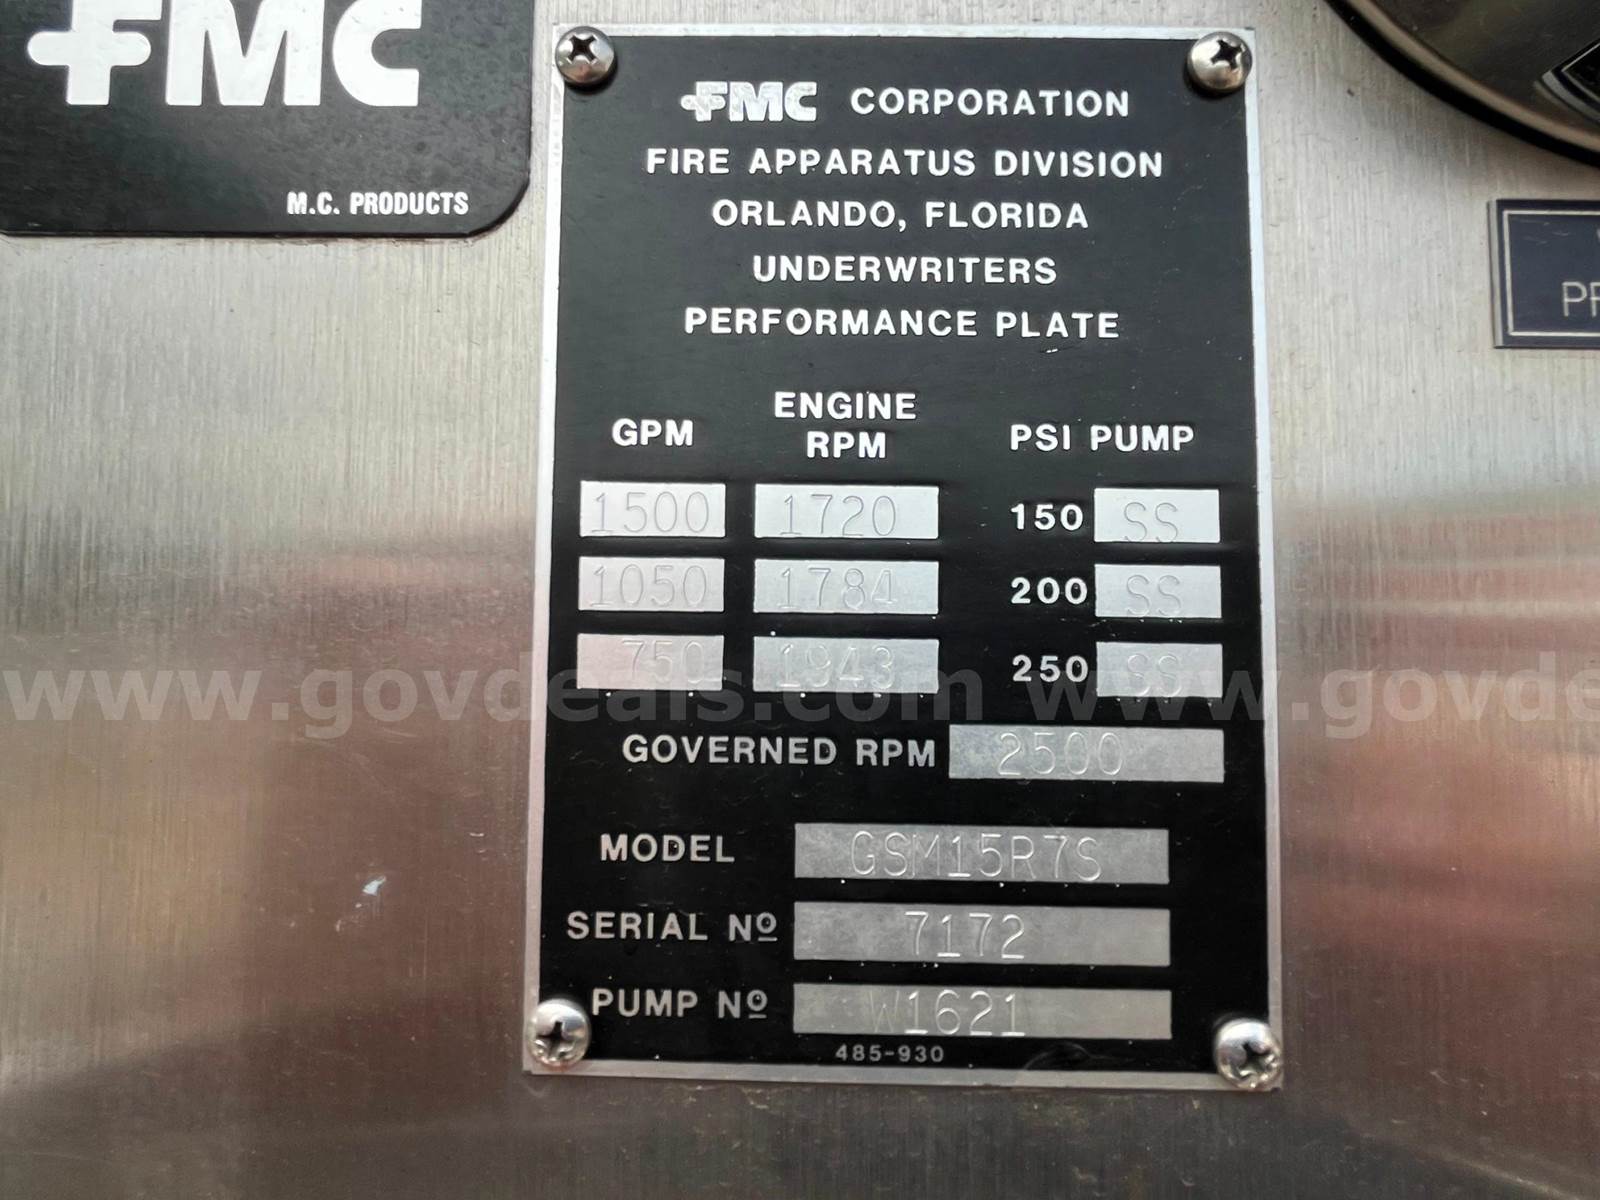 FMC
M.C. PRODUCTS
FMC CORPORATION
FIRE APPARATUS DIVISION
ORLANDO, FLORIDA
UNDERWRITERS
PERFORMANCE PLATE
GPM ENGINE RPM PSI PUMP
1500 1720 150 SS
1050 1784 200 SS
750 1943 250 SS
GOVERNED RPM 2500
MODEL GSM15R7S
SERIAL Nº 7172
PUMP Nº W1621
485-930
www.govdeals.com www.govde